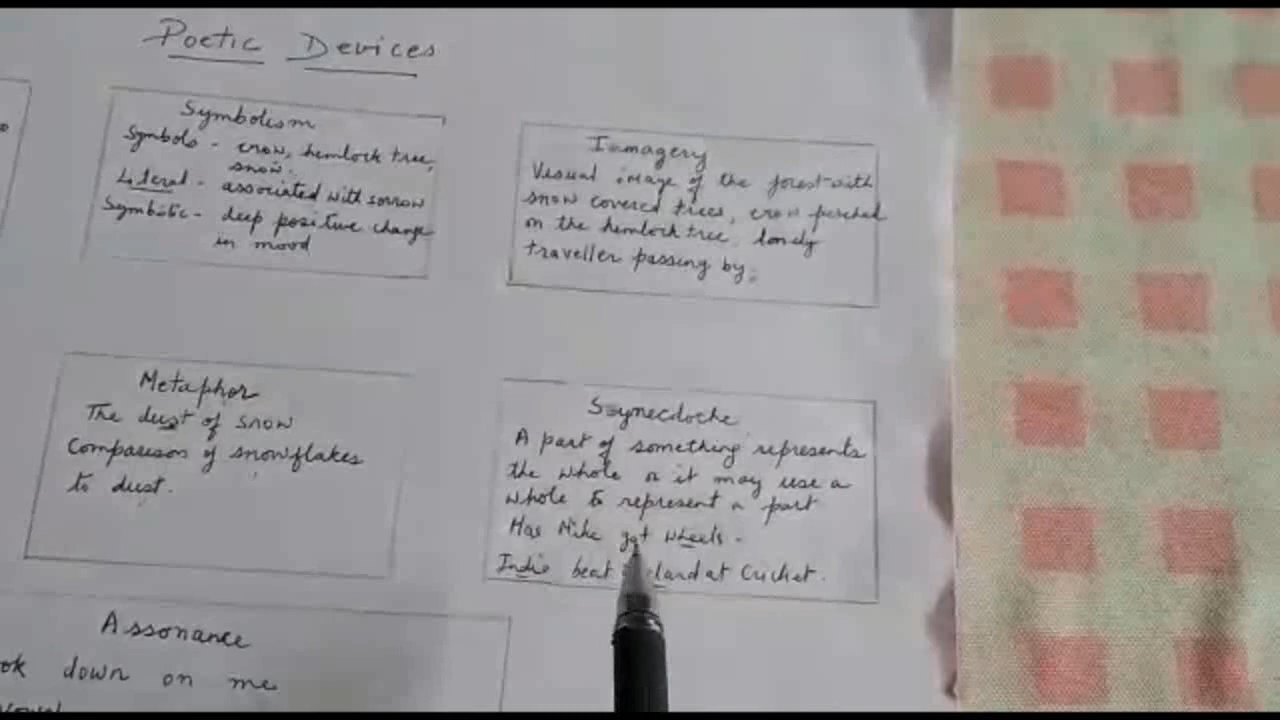 Poetic Devices
Symbolism
Symbols - crow, hemlock tree,
snow.
Literal - associated with sorrow
Symbolic - deep positive change
in mood
Immagery
Visual image of the forest with
snow covered trees, crow perched
on the hemlock tree, lonely
traveller passing by.
Metaphor
The dust of snow
Comparison of snowflakes
to dust.
Synecdoche
A part of something represents
the whole or it may use a
whole to represent a part
Has Mike got wheels.
India beat land at Cricket.
Assonance
ok down on me